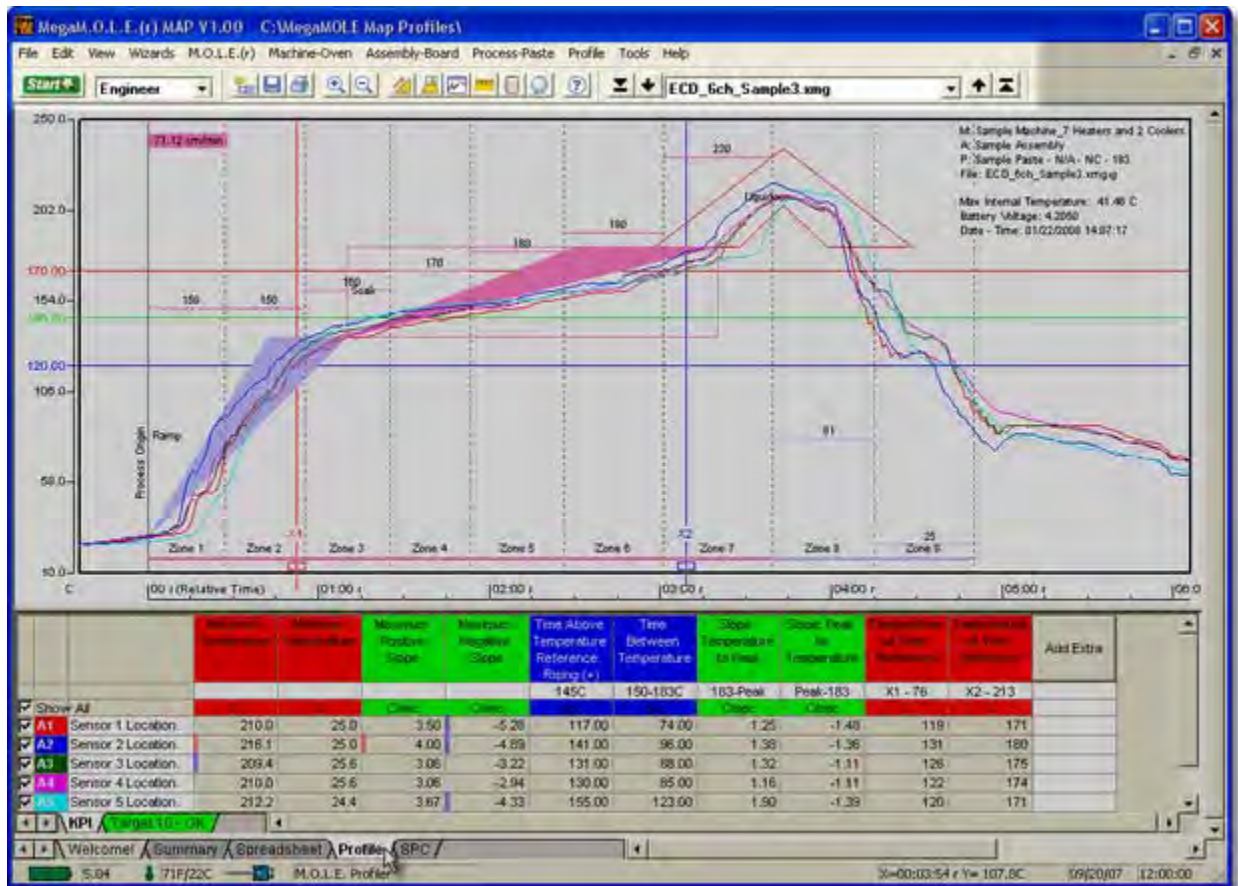 MegaM.O.L.E.(r) MAP V1.00 C:\MegaMOLE Map Profiles\
File Edit View Wizards M.O.L.E.(r) Machine-Oven Assembly-Board Process-Paste Profile Tools Help
Start Engineer ECD_6ch_Sample3.xmg
250.0
202.0
170.00
154.0
120.00
106.0
58.0
10.0
71.12 cm/min
M: Sample Machine_7 Heaters and 2 Coolers
A: Sample Assembly
P: Sample Paste - N/A - NC - 183
File: ECD_6ch_Sample3.xmg
Max Internal Temperature: 41.46 C
Battery Voltage: 4.2050
Date - Time: 01/22/2008 14:07:17
230
Liquidus
190
180
170
Soak
150 150
81
Ramp
Process Origin
X1 X2
25
Zone 1 Zone 2 Zone 3 Zone 4 Zone 5 Zone 6 Zone 7 Zone 8 Zone 9
C 00 r (Relative Time) 01:00 r 02:00 r 03:00 r 04:00 r 05:00 r 06:0
Maximum Positive Slope
Maximum Negative Slope
Time Above Temperature Reference Rising (+)
Time Between Temperature
Slope Temperature to Peak
Slope Peak to Temperature
Add Extra
145C 150-183C 183-Peak Peak-183 X1 - 76 X2 - 213
Show All
A1 Sensor 1 Location. 210.0 25.0 3.50 -5.28 117.00 74.00 1.25 -1.48 119 171
A2 Sensor 2 Location. 216.1 25.0 4.00 -4.89 141.00 96.00 1.38 -1.36 131 180
A3 Sensor 3 Location. 209.4 25.6 3.06 -3.22 131.00 88.00 1.32 -1.11 126 175
A4 Sensor 4 Location. 210.0 25.6 3.06 -2.94 130.00 85.00 1.16 -1.11 122 174
A5 Sensor 5 Location. 212.2 24.4 3.67 -4.33 155.00 123.00 1.90 -1.39 120 171
KPI Target 10 - OK
Welcome! Summary Spreadsheet Profile SPC
5.04 71F/22C M.O.L.E. Profiler X=00:03:54 r Y= 107.8C 09/20/07 12:00:00